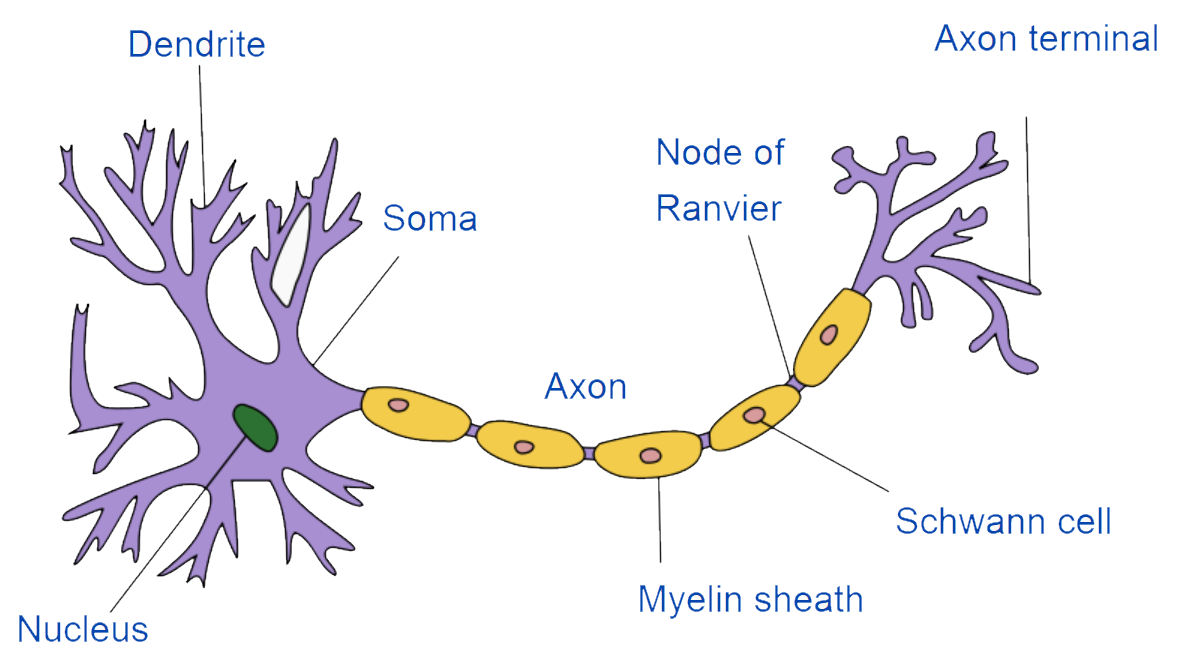 Dendrite
Axon terminal
Node of
Ranvier
Soma
Axon
Schwann cell
Myelin sheath
Nucleus